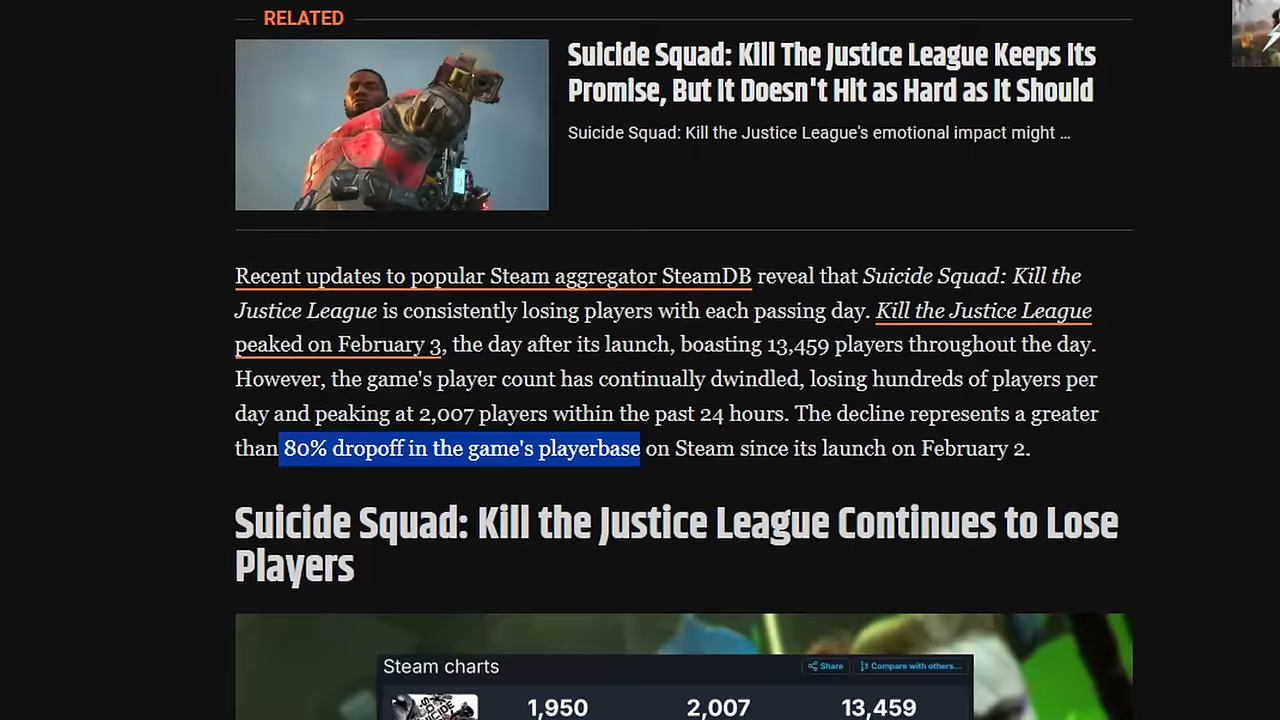 RELATED
Suicide Squad: Kill The Justice League Keeps Its
Promise, But It Doesn't Hit as Hard as It Should
Suicide Squad: Kill the Justice League's emotional impact might ...
Recent updates to popular Steam aggregator SteamDB reveal that Suicide Squad: Kill the
Justice League is consistently losing players with each passing day. Kill the Justice League
peaked on February 3, the day after its launch, boasting 13,459 players throughout the day.
However, the game's player count has continually dwindled, losing hundreds of players per
day and peaking at 2,007 players within the past 24 hours. The decline represents a greater
than 80% dropoff in the game's playerbase on Steam since its launch on February 2.
Suicide Squad: Kill the Justice League Continues to Lose
Players
Steam charts
Share
Compare with others...
1,950
2,007
13,459